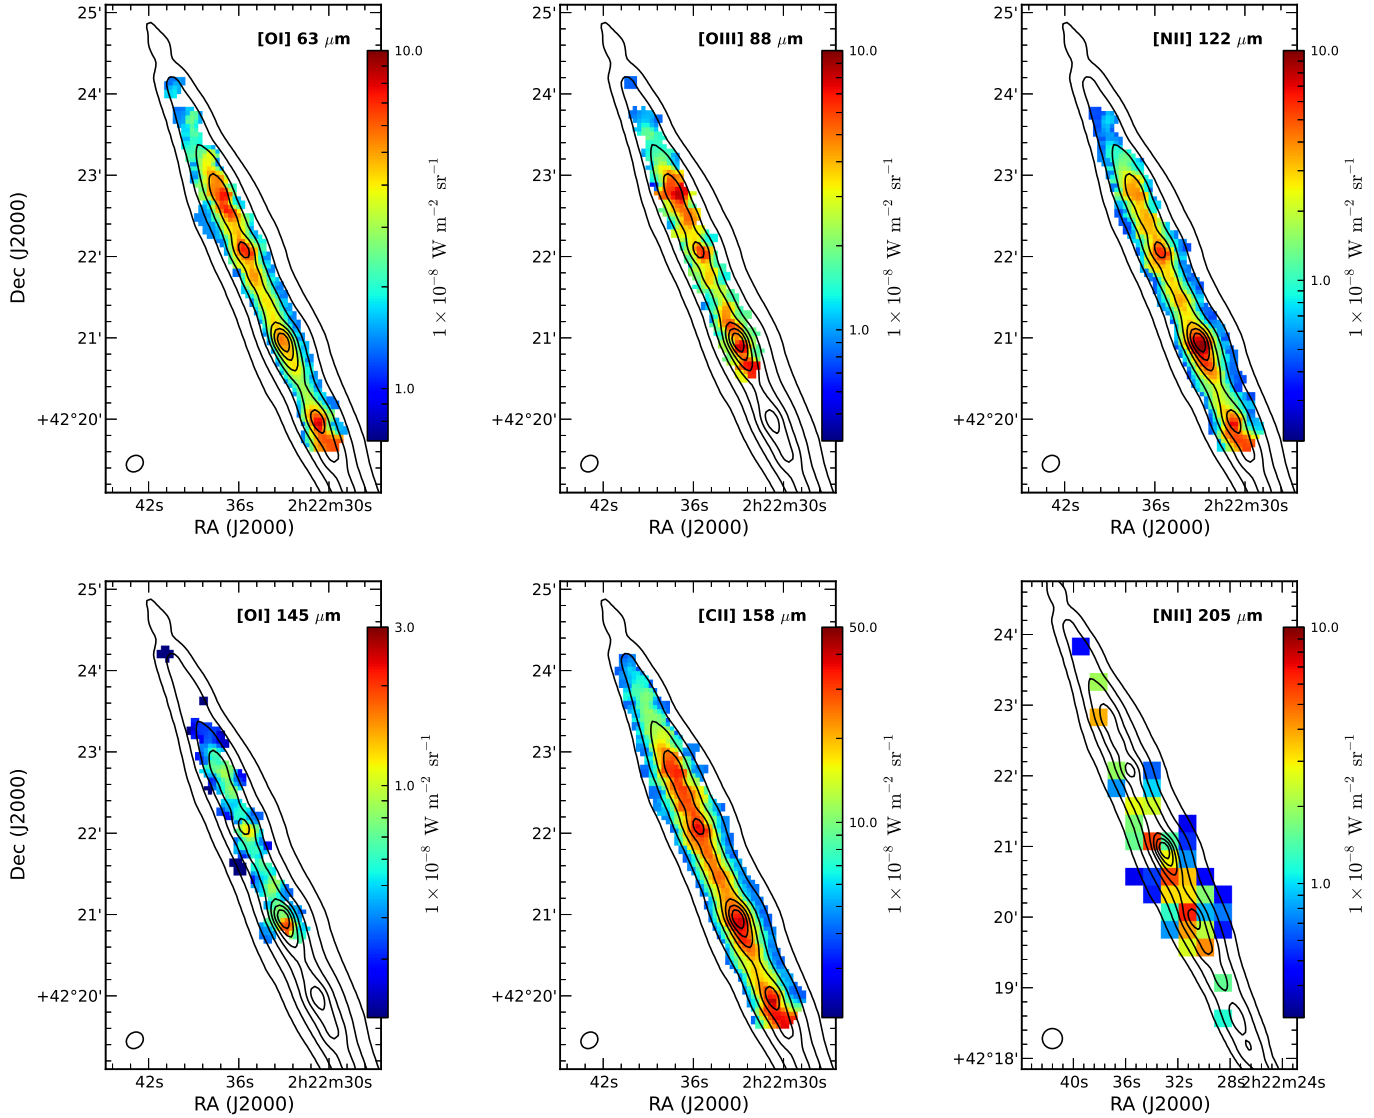 [OI] 63 μm
25'
24'
23'
22'
21'
+42°20'
Dec (J2000)
42s
36s
2h22m30s
RA (J2000)
10.0
1.0
1 × 10⁻⁸ W m⁻² sr⁻¹
[OIII] 88 μm
25'
24'
23'
22'
21'
+42°20'
42s
36s
2h22m30s
RA (J2000)
10.0
1.0
1 × 10⁻⁸ W m⁻² sr⁻¹
[NII] 122 μm
25'
24'
23'
22'
21'
+42°20'
42s
36s
2h22m30s
RA (J2000)
10.0
1.0
1 × 10⁻⁸ W m⁻² sr⁻¹
[OI] 145 μm
25'
24'
23'
22'
21'
+42°20'
Dec (J2000)
42s
36s
2h22m30s
RA (J2000)
3.0
1.0
1 × 10⁻⁸ W m⁻² sr⁻¹
[CII] 158 μm
25'
24'
23'
22'
21'
+42°20'
42s
36s
2h22m30s
RA (J2000)
50.0
10.0
1 × 10⁻⁸ W m⁻² sr⁻¹
[NII] 205 μm
24'
23'
22'
21'
20'
19'
+42°18'
40s
36s
32s
28s
2h22m24s
RA (J2000)
10.0
1.0
1 × 10⁻⁸ W m⁻² sr⁻¹